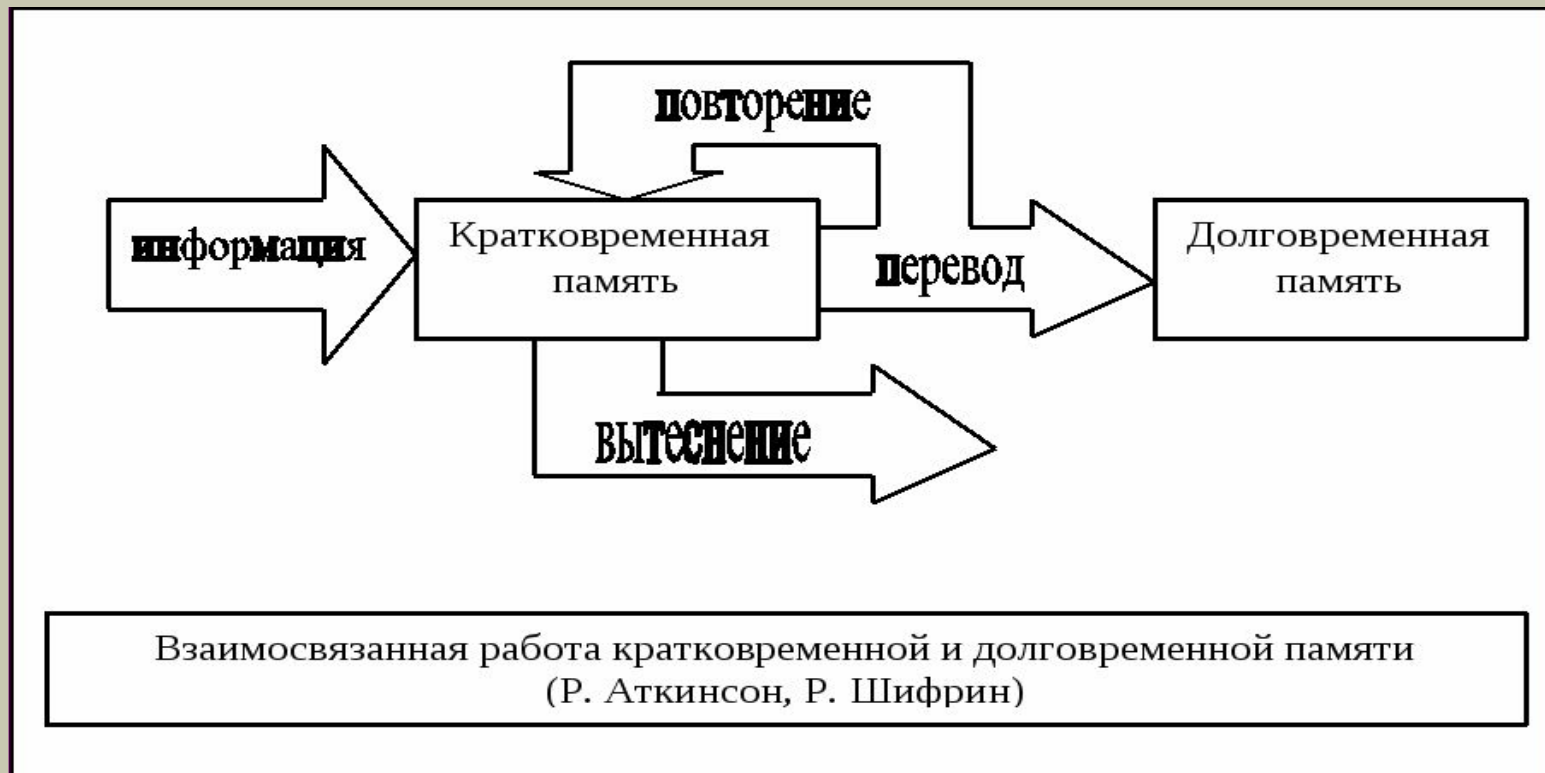 повторение
информация
Кратковременная
память
перевод
Долговременная
память
вытеснение
Взаимосвязанная работа кратковременной и долговременной памяти
(Р. Аткинсон, Р. Шифрин)